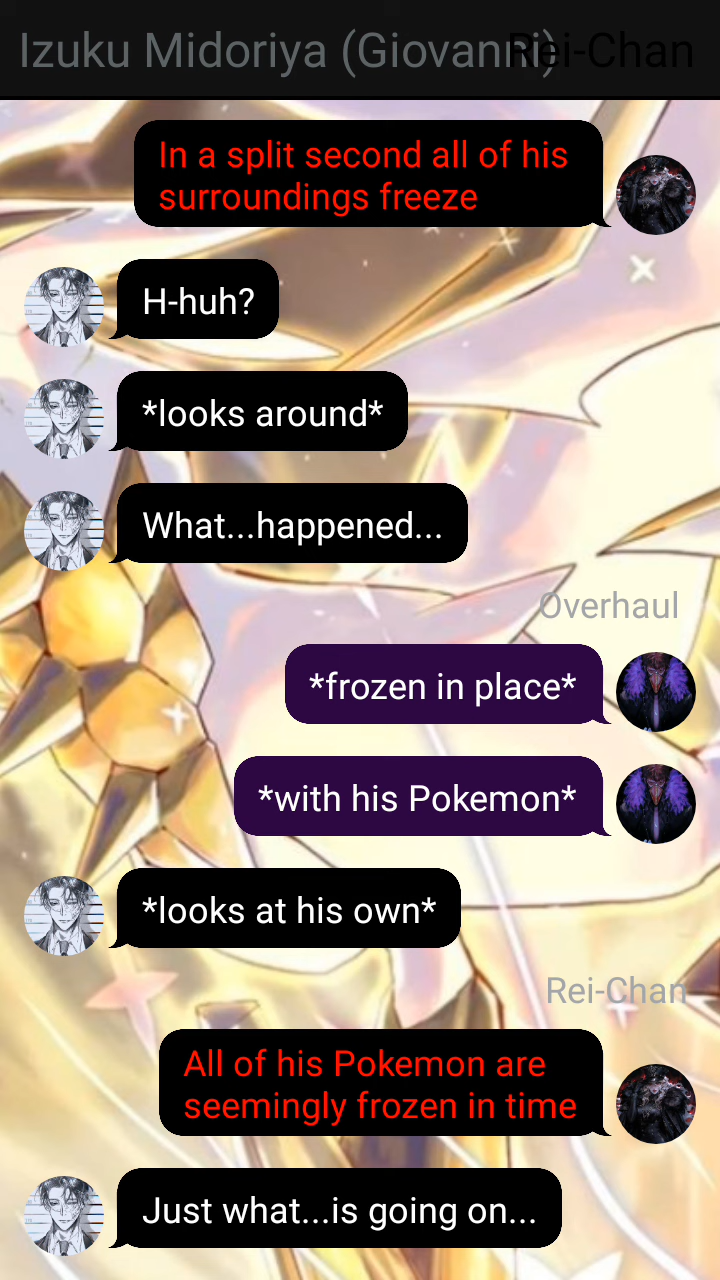 Izuku Midoriya (Giovanni) Rei-Chan
In a split second all of his
surroundings freeze
H-huh?
*looks around*
What...happened...
Overhaul
*frozen in place*
*with his Pokemon*
*looks at his own*
Rei-Chan
All of his Pokemon are
seemingly frozen in time
Just what...is going on...